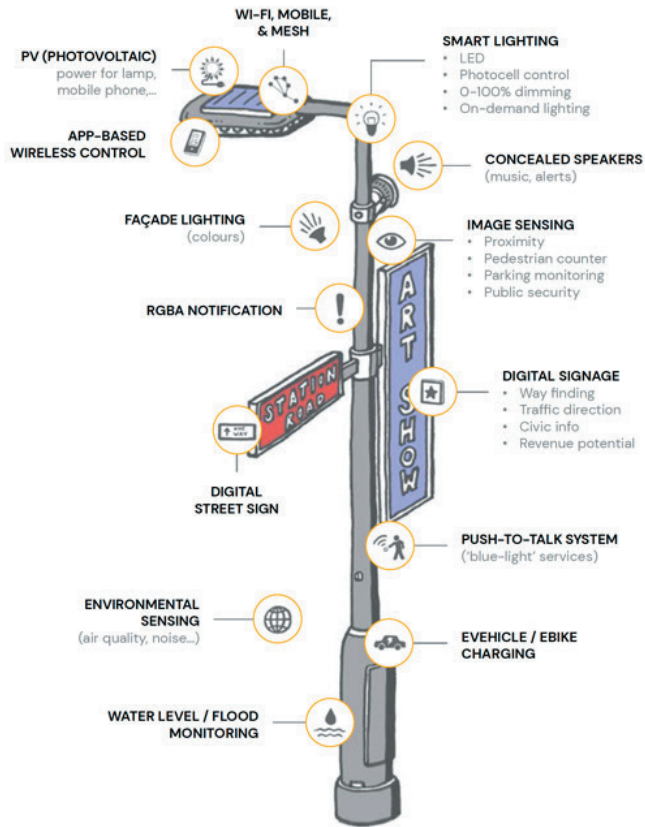 WI-FI, MOBILE,
& MESH
PV (PHOTOVOLTAIC)
power for lamp,
mobile phone,...
SMART LIGHTING
• LED
• Photocell control
• 0-100% dimming
• On-demand lighting
APP-BASED
WIRELESS CONTROL
CONCEALED SPEAKERS
(music, alerts)
FAÇADE LIGHTING
(colours)
IMAGE SENSING
• Proximity
• Pedestrian counter
• Parking monitoring
• Public security
RGBA NOTIFICATION
ART SHOW
STATION
ROAD
ONE
WAY
DIGITAL SIGNAGE
• Way finding
• Traffic direction
• Civic info
• Revenue potential
DIGITAL
STREET SIGN
PUSH-TO-TALK SYSTEM
('blue-light' services)
ENVIRONMENTAL
SENSING
(air quality, noise...)
EVEHICLE / EBIKE
CHARGING
WATER LEVEL / FLOOD
MONITORING